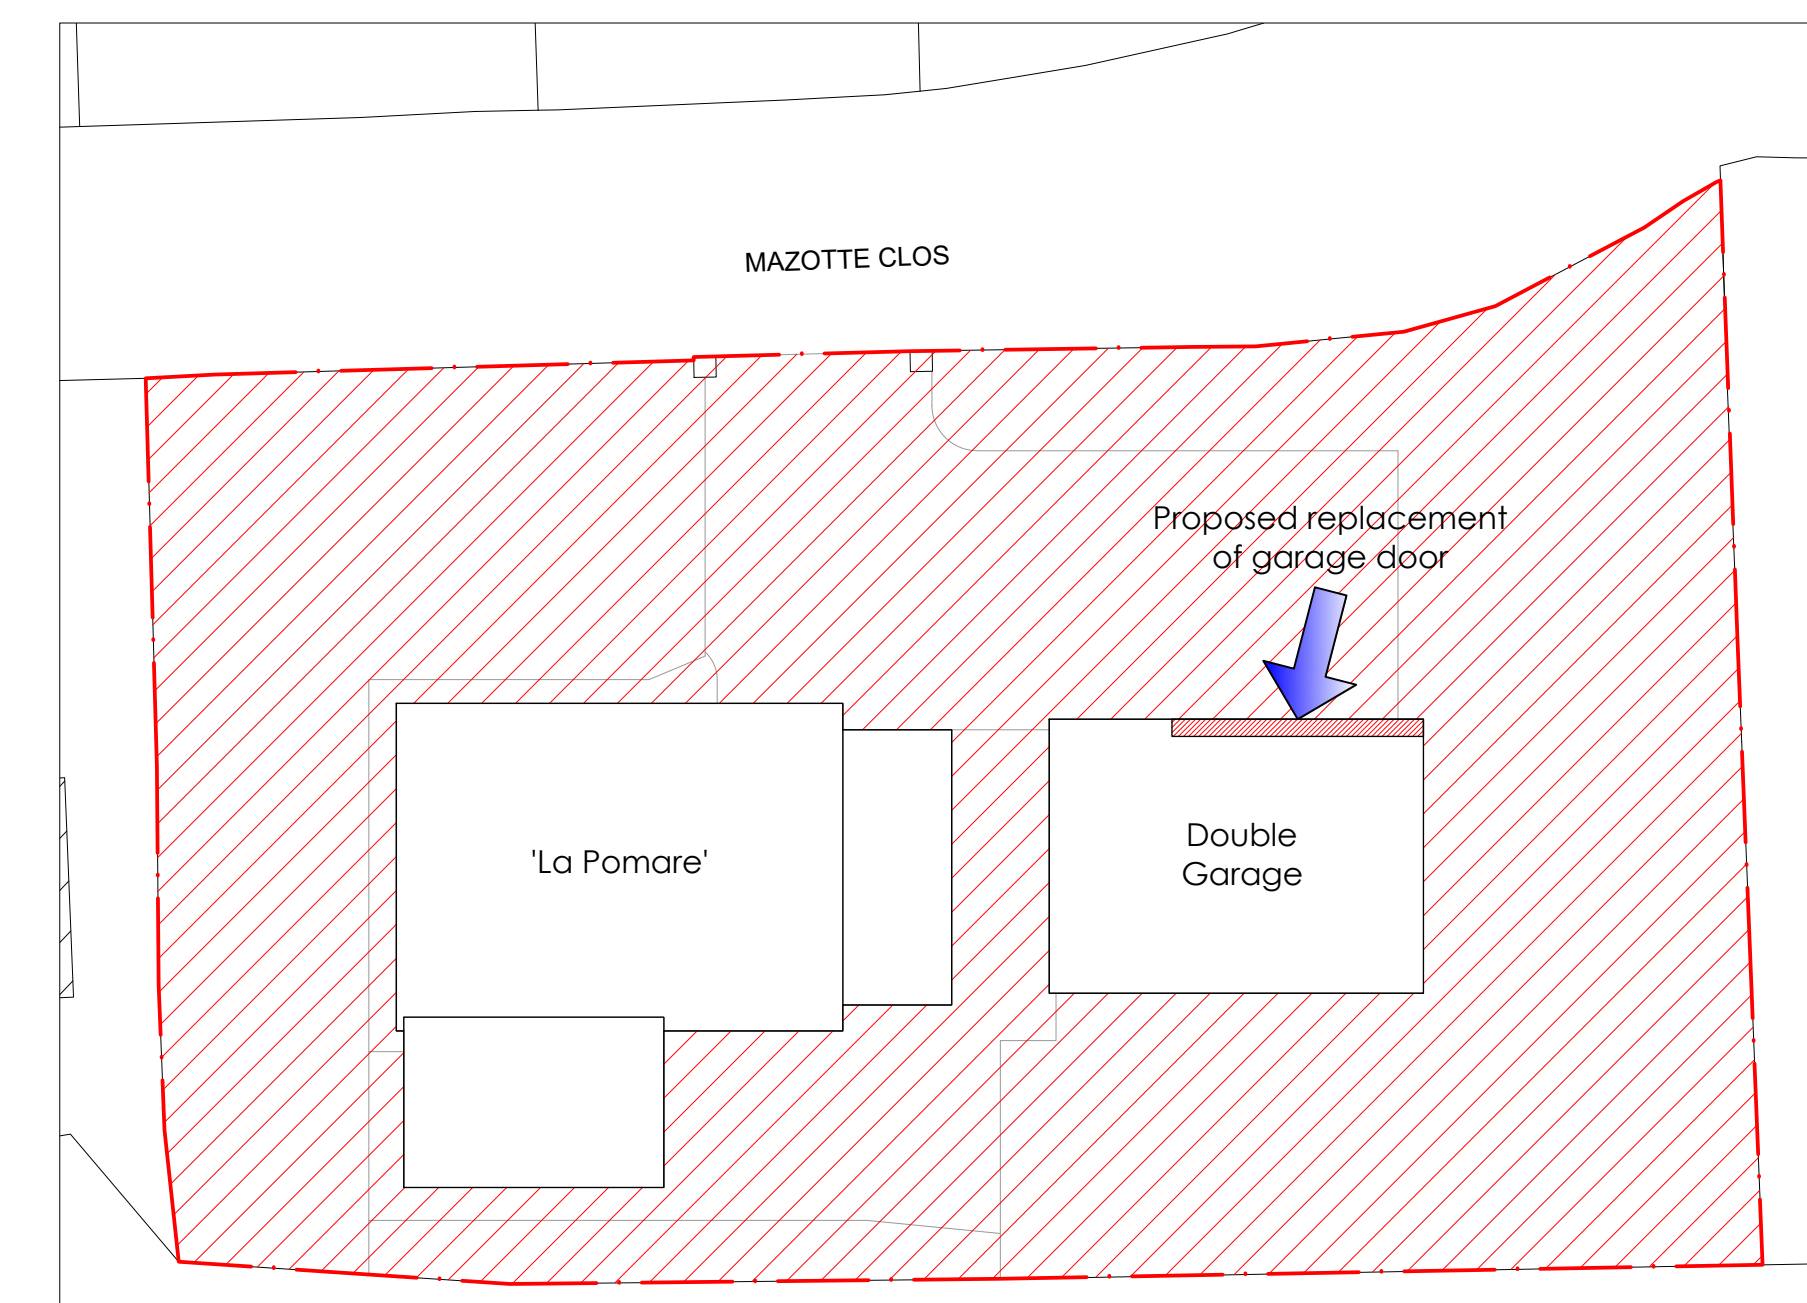 MAZOTTE CLOS
Proposed replacement
of garage door
'La Pomare'
Double
Garage